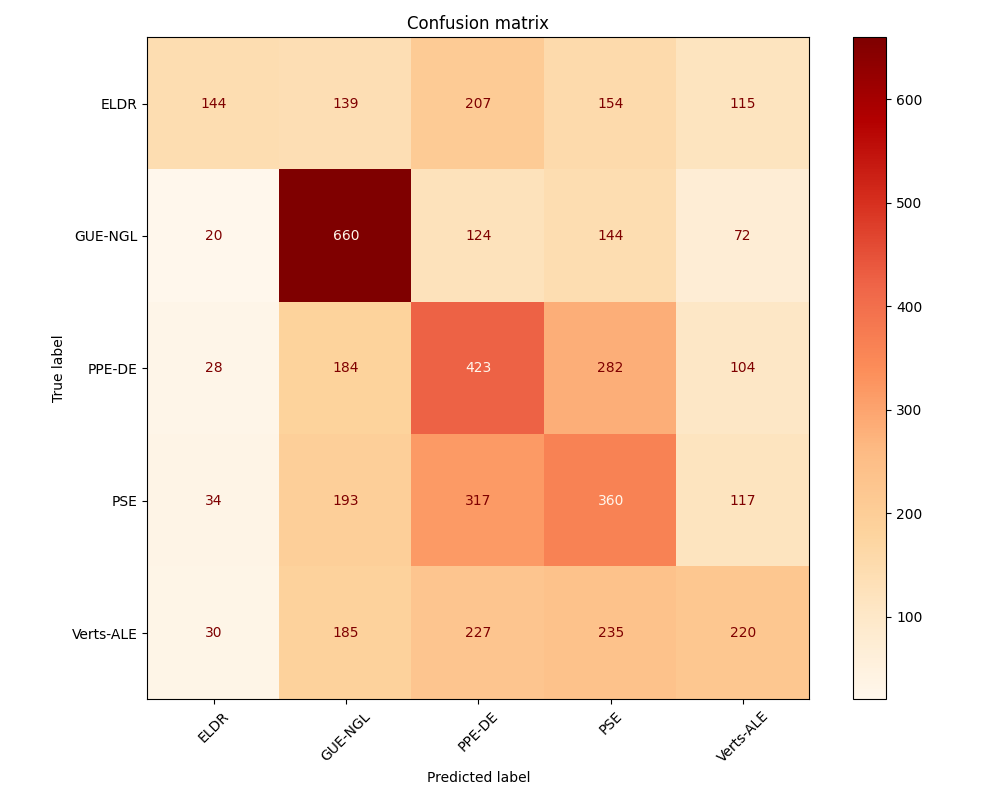 Confusion matrix
ELDR 144 139 207 154 115
GUE-NGL 20 660 124 144 72
PPE-DE 28 184 423 282 104
PSE 34 193 317 360 117
Verts-ALE 30 185 227 235 220
True label
ELDR GUE-NGL PPE-DE PSE Verts-ALE
Predicted label
600
500
400
300
200
100